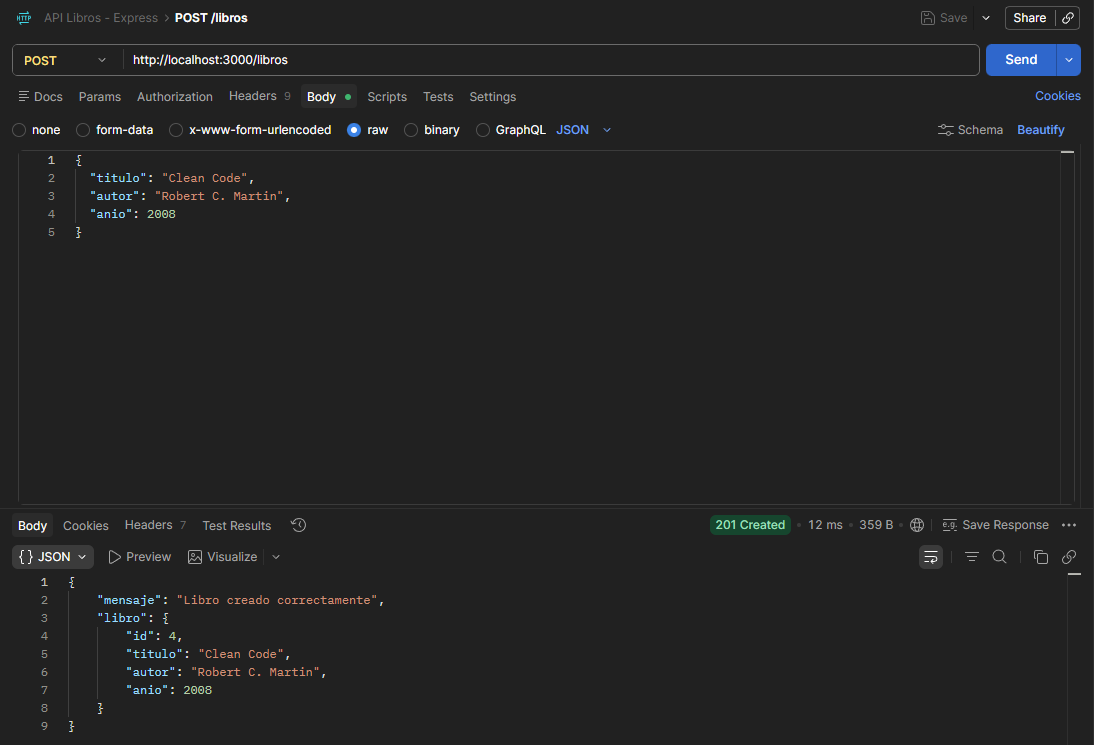 HTTP API Libros - Express > POST /libros Save Share
POST http://localhost:3000/libros Send
Docs Params Authorization Headers 9 Body Scripts Tests Settings Cookies
none form-data x-www-form-urlencoded raw binary GraphQL JSON Schema Beautify
1 {
2 "titulo": "Clean Code",
3 "autor": "Robert C. Martin",
4 "anio": 2008
5 }
Body Cookies Headers 7 Test Results 201 Created 12 ms 359 B e.g. Save Response
{} JSON Preview Visualize
1 {
2 "mensaje": "Libro creado correctamente",
3 "libro": {
4 "id": 4,
5 "titulo": "Clean Code",
6 "autor": "Robert C. Martin",
7 "anio": 2008
8 }
9 }